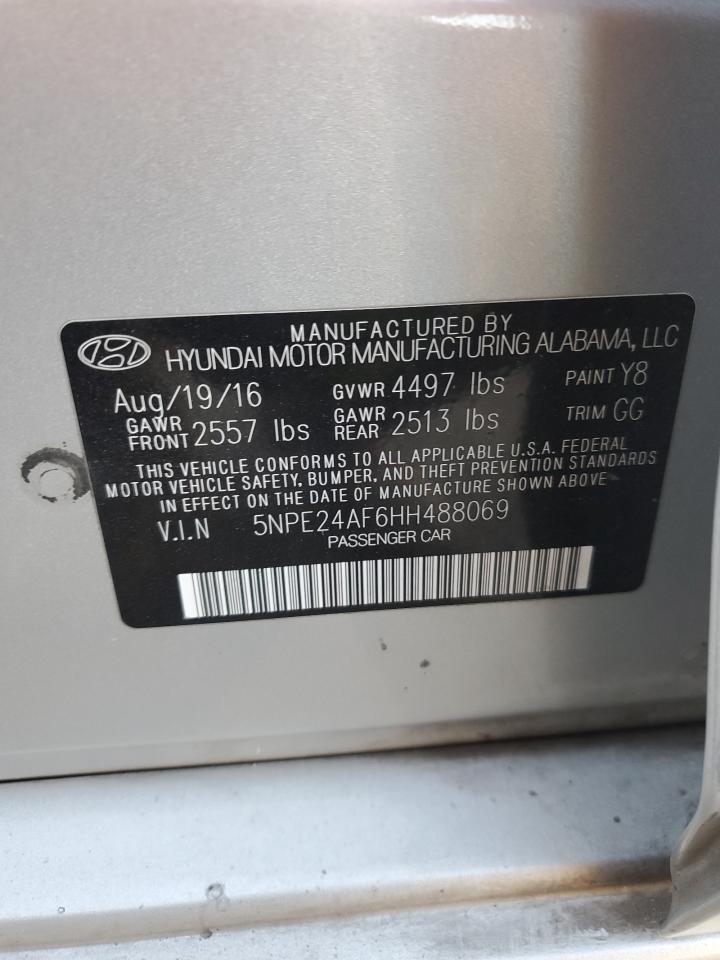 MANUFACTURED BY
HYUNDAI MOTOR MANUFACTURING ALABAMA, LLC
Aug/19/16 GVWR 4497 lbs PAINT Y8
GAWR FRONT 2557 lbs GAWR REAR 2513 lbs TRIM GG
THIS VEHICLE CONFORMS TO ALL APPLICABLE U.S.A. FEDERAL
MOTOR VEHICLE SAFETY, BUMPER, AND THEFT PREVENTION STANDARDS
IN EFFECT ON THE DATE OF MANUFACTURE SHOWN ABOVE
V.I.N 5NPE24AF6HH488069
PASSENGER CAR